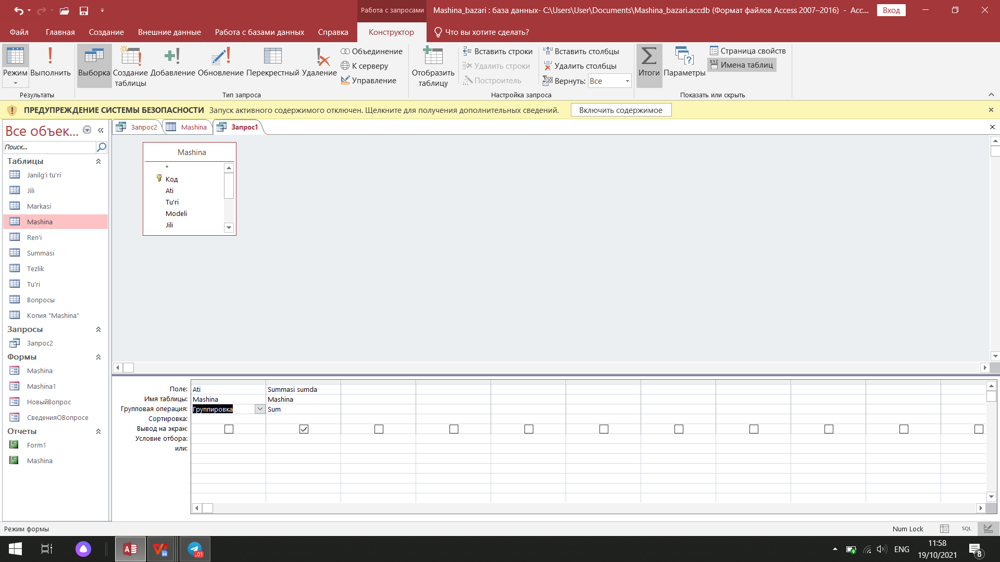 Работа с запросами
Mashina_bazari : база данных- C:\Users\User\Documents\Mashina_bazari.accdb (Формат файлов Access 2007–2016) - Acc...
Вход
Файл
Главная
Создание
Внешние данные
Работа с базами данных
Справка
Конструктор
Что вы хотите сделать?
Режим
Выполнить
Результаты
Выборка
Создание таблицы
Добавление
Обновление
Перекрестный
Удаление
Объединение
К серверу
Управление
Тип запроса
Отобразить таблицу
Вставить строки
Удалить строки
Построитель
Вставить столбцы
Удалить столбцы
Вернуть: Все
Настройка запроса
Итоги
Параметры
Страница свойств
XYZ Имена таблиц
Показать или скрыть
ПРЕДУПРЕЖДЕНИЕ СИСТЕМЫ БЕЗОПАСНОСТИ Запуск активного содержимого отключен. Щелкните для получения дополнительных сведений.
Включить содержимое
Все объек...
Поиск...
Таблицы
Janilg'i tu'ri
Jili
Markasi
Mashina
Ren'i
Summasi
Tezlik
Tu'ri
Вопросы
Копия "Mashina"
Запросы
Запрос2
Формы
Mashina
Mashina1
НовыйВопрос
СведенияОВопросе
Отчеты
Form1
Mashina
Запрос2
Mashina
Запрос1
Mashina
*
Код
Ati
Tu'ri
Modeli
Jili
Поле: Ati Summasi sumda
Имя таблицы: Mashina Mashina
Групповая операция: Группировка Sum
Сортировка:
Вывод на экран:
Условие отбора:
или:
Режим формы
Num Lock
SQL
..01
ENG
11:58
19/10/2021
8